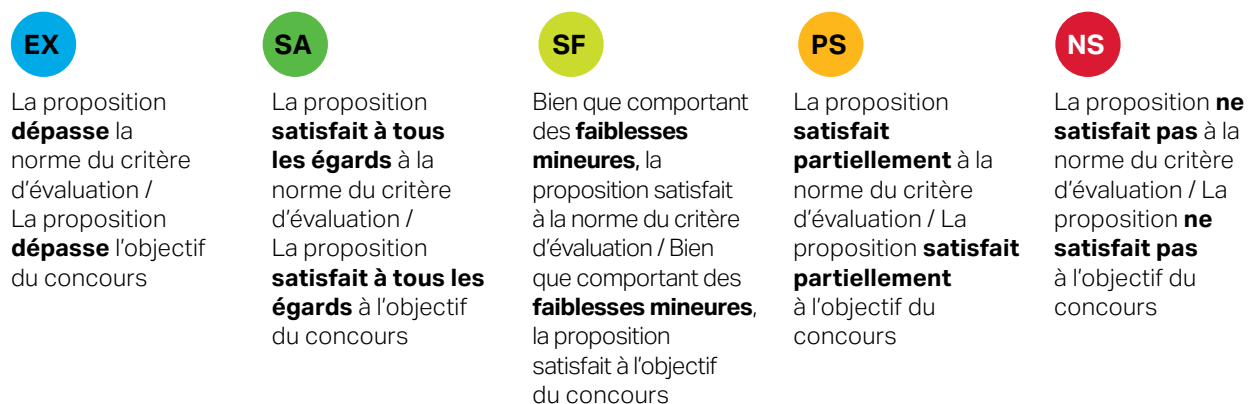 EX
La proposition
dépasse la
norme du critère
d'évaluation /
La proposition
dépasse l'objectif
du concours
SA
La proposition
satisfait à tous
les égards à la
norme du critère
d'évaluation /
La proposition
satisfait à tous les
égards à l'objectif
du concours
SF
Bien que comportant
des faiblesses
mineures, la
proposition satisfait
à la norme du critère
d'évaluation / Bien
que comportant des
faiblesses mineures,
la proposition
satisfait à l'objectif
du concours
PS
La proposition
satisfait
partiellement à la
norme du critère
d'évaluation / La
proposition satisfait
partiellement
à l'objectif du
concours
NS
La proposition ne
satisfait pas à la
norme du critère
d'évaluation / La
proposition ne
satisfait pas
à l'objectif du
concours